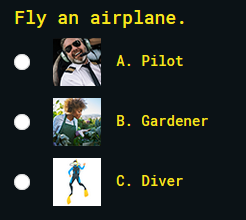 Fly an airplane.
A. Pilot
B. Gardener
C. Diver